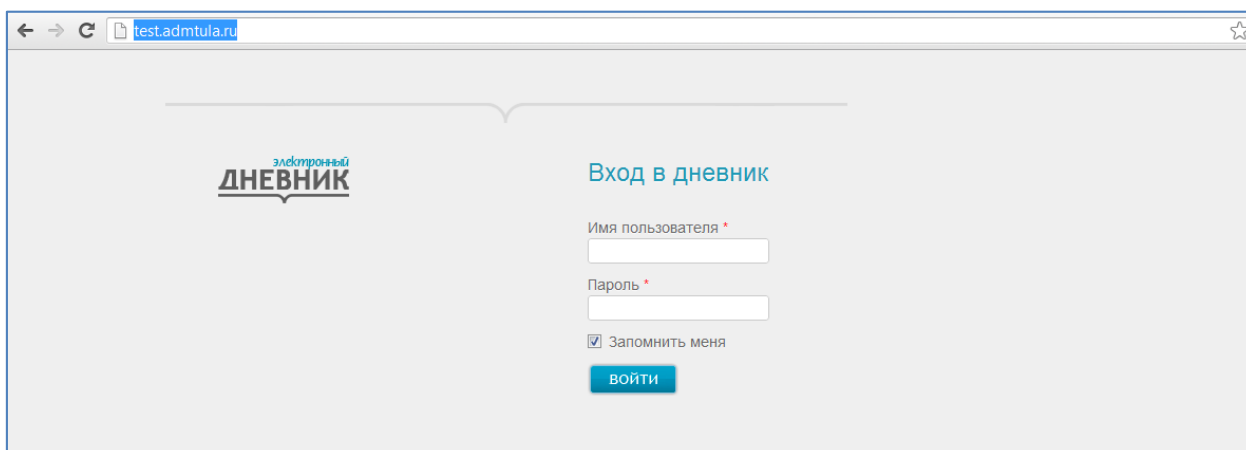 test.admtula.ru
электронный
ДНЕВНИК
Вход в дневник
Имя пользователя *
Пароль *
Запомнить меня
ВОЙТИ